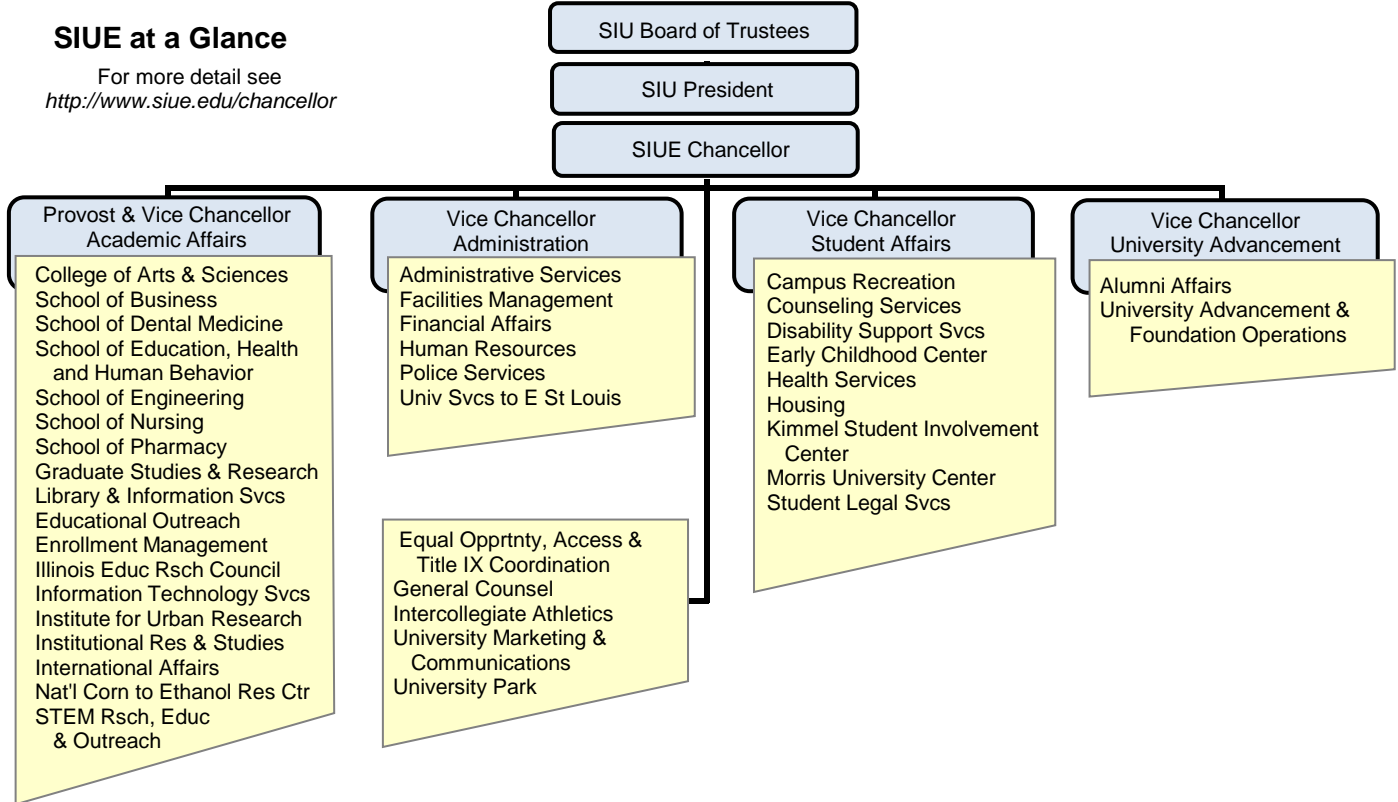 SIUE at a Glance
For more detail see
http://www.siue.edu/chancellor
SIU Board of Trustees
SIU President
SIUE Chancellor
Provost & Vice Chancellor
Academic Affairs
College of Arts & Sciences
School of Business
School of Dental Medicine
School of Education, Health
and Human Behavior
School of Engineering
School of Nursing
School of Pharmacy
Graduate Studies & Research
Library & Information Svcs
Educational Outreach
Enrollment Management
Illinois Educ Rsch Council
Information Technology Svcs
Institute for Urban Research
Institutional Res & Studies
International Affairs
Nat'l Corn to Ethanol Res Ctr
STEM Rsch, Educ
& Outreach
Vice Chancellor
Administration
Administrative Services
Facilities Management
Financial Affairs
Human Resources
Police Services
Univ Svcs to E St Louis
Equal Opprtnty, Access &
Title IX Coordination
General Counsel
Intercollegiate Athletics
University Marketing &
Communications
University Park
Vice Chancellor
Student Affairs
Campus Recreation
Counseling Services
Disability Support Svcs
Early Childhood Center
Health Services
Housing
Kimmel Student Involvement
Center
Morris University Center
Student Legal Svcs
Vice Chancellor
University Advancement
Alumni Affairs
University Advancement &
Foundation Operations